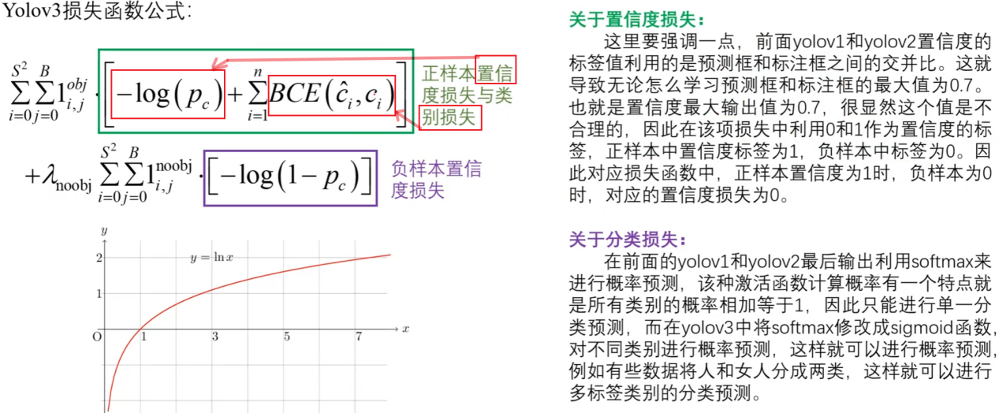 Yolov3损失函数公式：
\sum_{i=0}^{S^2}\sum_{j=0}^{B}1_{i,j}^{obj}\cdot\left[-\log(p_c)+\sum_{i=1}^{n}BCE(\hat{c}_i,c_i)\right]
正样本置信
度损失与类
别损失
+\lambda_{noobj}\sum_{i=0}^{S^2}\sum_{j=0}^{B}1_{i,j}^{noobj}\cdot\left[-\log(1-p_c)\right]
负样本置信
度损失
y
y = ln x
2
1
O 1 3 5 7 x
关于置信度损失：
这里要强调一点，前面yolov1和yolov2置信度的
标签值利用的是预测框和标注框之间的交并比。这就
导致无论怎么学习预测框和标注框的最大值为0.7。
也就是置信度最大输出值为0.7，很显然这个值是不
合理的，因此在该项损失中利用0和1作为置信度的标
签，正样本中置信度标签为1，负样本中标签为0。因
此对应损失函数中，正样本置信度为1时，负样本为0
时，对应的置信度损失为0。
关于分类损失：
在前面的yolov1和yolov2最后输出利用softmax来
进行概率预测，该种激活函数计算概率有一个特点就
是所有类别的概率相加等于1，因此只能进行单一分
类预测，而在yolov3中将softmax修改成sigmoid函数，
对不同类别进行概率预测，这样就可以进行概率预测，
例如有些数据将人和女人分成两类，这样就可以进行
多标签类别的分类预测。